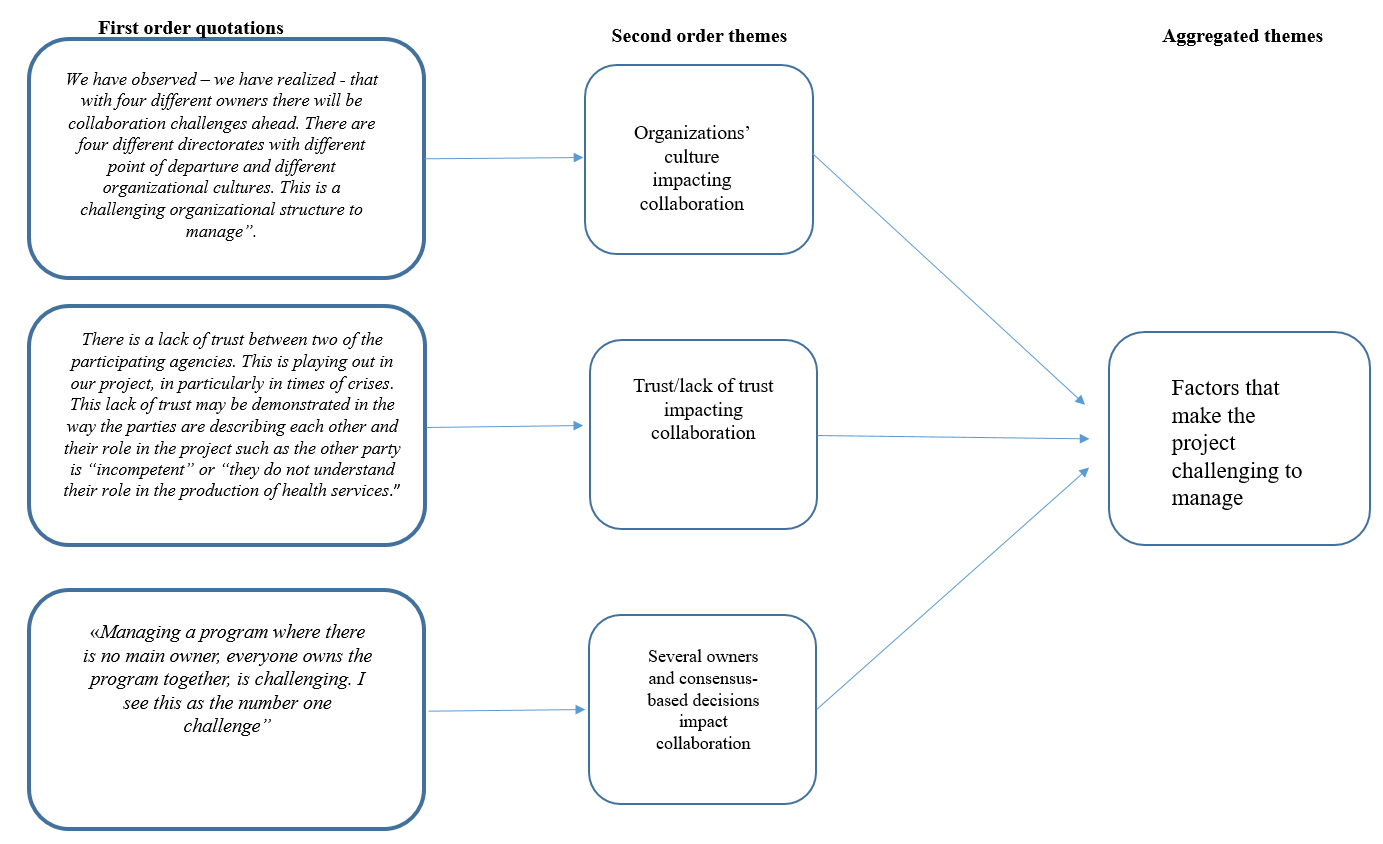 First order quotations
Second order themes
Aggregated themes
We have observed – we have realized - that
with four different owners there will be
collaboration challenges ahead. There are
four different directorates with different
point of departure and different
organizational cultures. This is a
challenging organizational structure to
manage”.
Organizations’
culture
impacting
collaboration
There is a lack of trust between two of the
participating agencies. This is playing out in
our project, in particularly in times of crises.
This lack of trust may be demonstrated in the
way the parties are describing each other and
their role in the project such as the other party
is “incompetent” or “they do not understand
their role in the production of health services."
Trust/lack of trust
impacting
collaboration
Factors that
make the
project
challenging to
manage
«Managing a program where there
is no main owner, everyone owns the
program together, is challenging. I
see this as the number one
challenge”
Several owners
and consensus-
based decisions
impact
collaboration